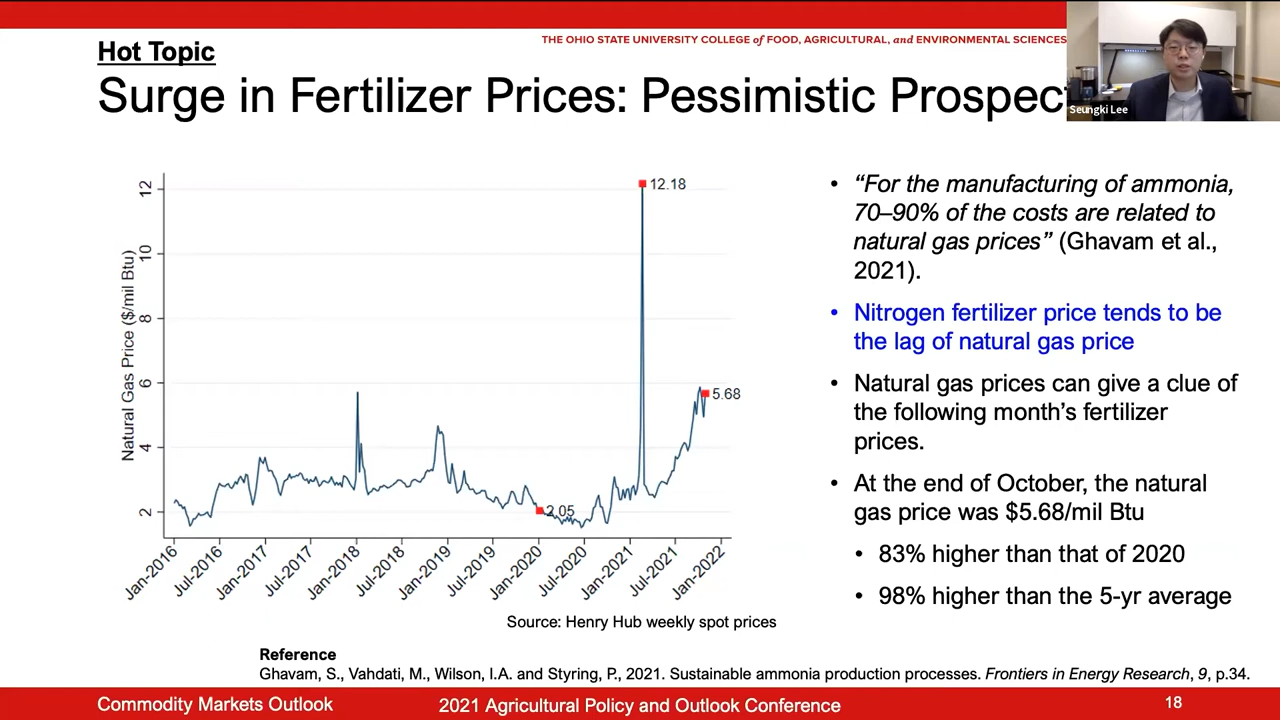 THE OHIO STATE UNIVERSITY COLLEGE of FOOD, AGRICULTURAL, and ENVIRONMENTAL SCIENCES
Hot Topic
Surge in Fertilizer Prices: Pessimistic Prospect
Seungki Lee
Natural Gas Price ($/mil Btu)
12
10
8
6
4
2
12.18
5.68
2.05
Jan-2016
Jul-2016
Jan-2017
Jul-2017
Jan-2018
Jul-2018
Jan-2019
Jul-2019
Jan-2020
Jul-2020
Jan-2021
Jul-2021
Jan-2022
Source: Henry Hub weekly spot prices
• “For the manufacturing of ammonia,
70–90% of the costs are related to
natural gas prices” (Ghavam et al.,
2021).
• Nitrogen fertilizer price tends to be
the lag of natural gas price
• Natural gas prices can give a clue of
the following month’s fertilizer
prices.
• At the end of October, the natural
gas price was $5.68/mil Btu
• 83% higher than that of 2020
• 98% higher than the 5-yr average
Reference
Ghavam, S., Vahdati, M., Wilson, I.A. and Styring, P., 2021. Sustainable ammonia production processes. Frontiers in Energy Research, 9, p.34.
Commodity Markets Outlook
2021 Agricultural Policy and Outlook Conference
18